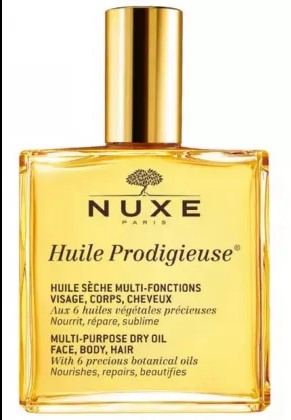 NUXE
PARIS
Huile Prodigieuse®
HUILE SÈCHE MULTI-FONCTIONS
VISAGE, CORPS, CHEVEUX
Aux 6 huiles végétales précieuses
Nourrit, répare, sublime
MULTI-PURPOSE DRY OIL
FACE, BODY, HAIR
With 6 precious botanical oils
Nourishes, repairs, beautifies